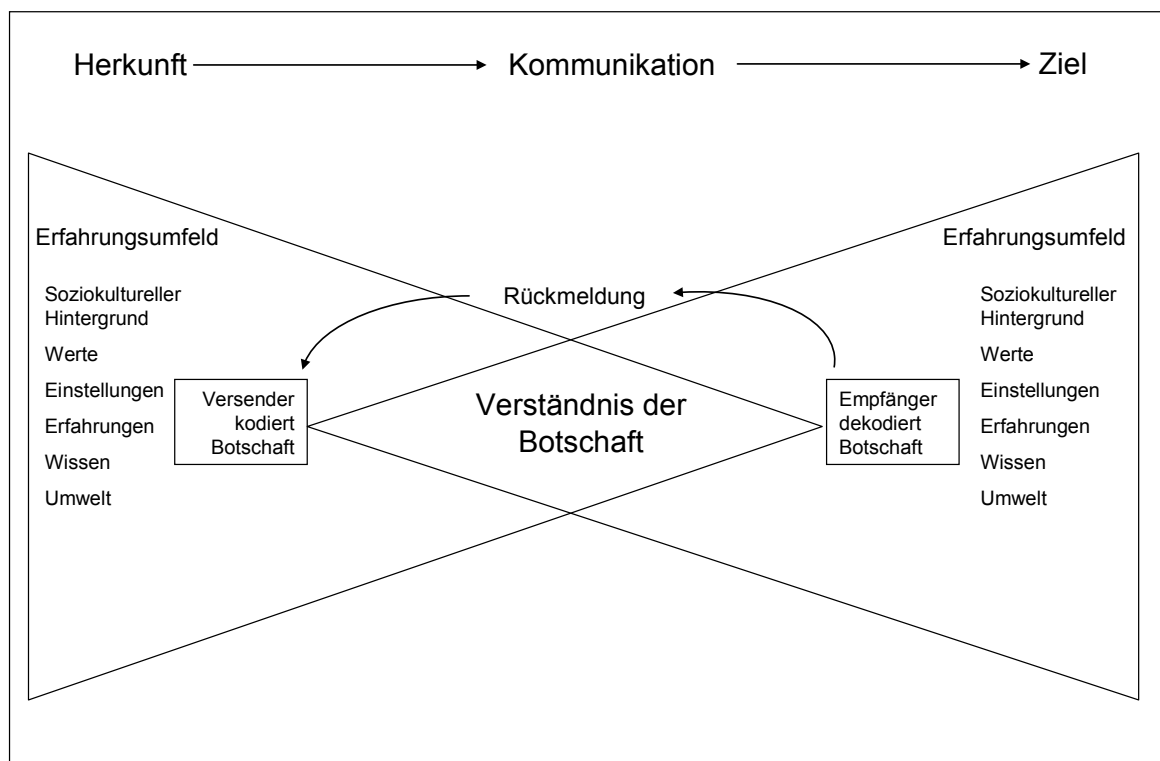 Herkunft
Kommunikation
Ziel
Erfahrungsumfeld
Soziokultureller
Hintergrund
Werte
Einstellungen
Erfahrungen
Wissen
Umwelt
Versender
kodiert
Botschaft
Rückmeldung
Verständnis der
Botschaft
Empfänger
dekodiert
Botschaft
Erfahrungsumfeld
Soziokultureller
Hintergrund
Werte
Einstellungen
Erfahrungen
Wissen
Umwelt